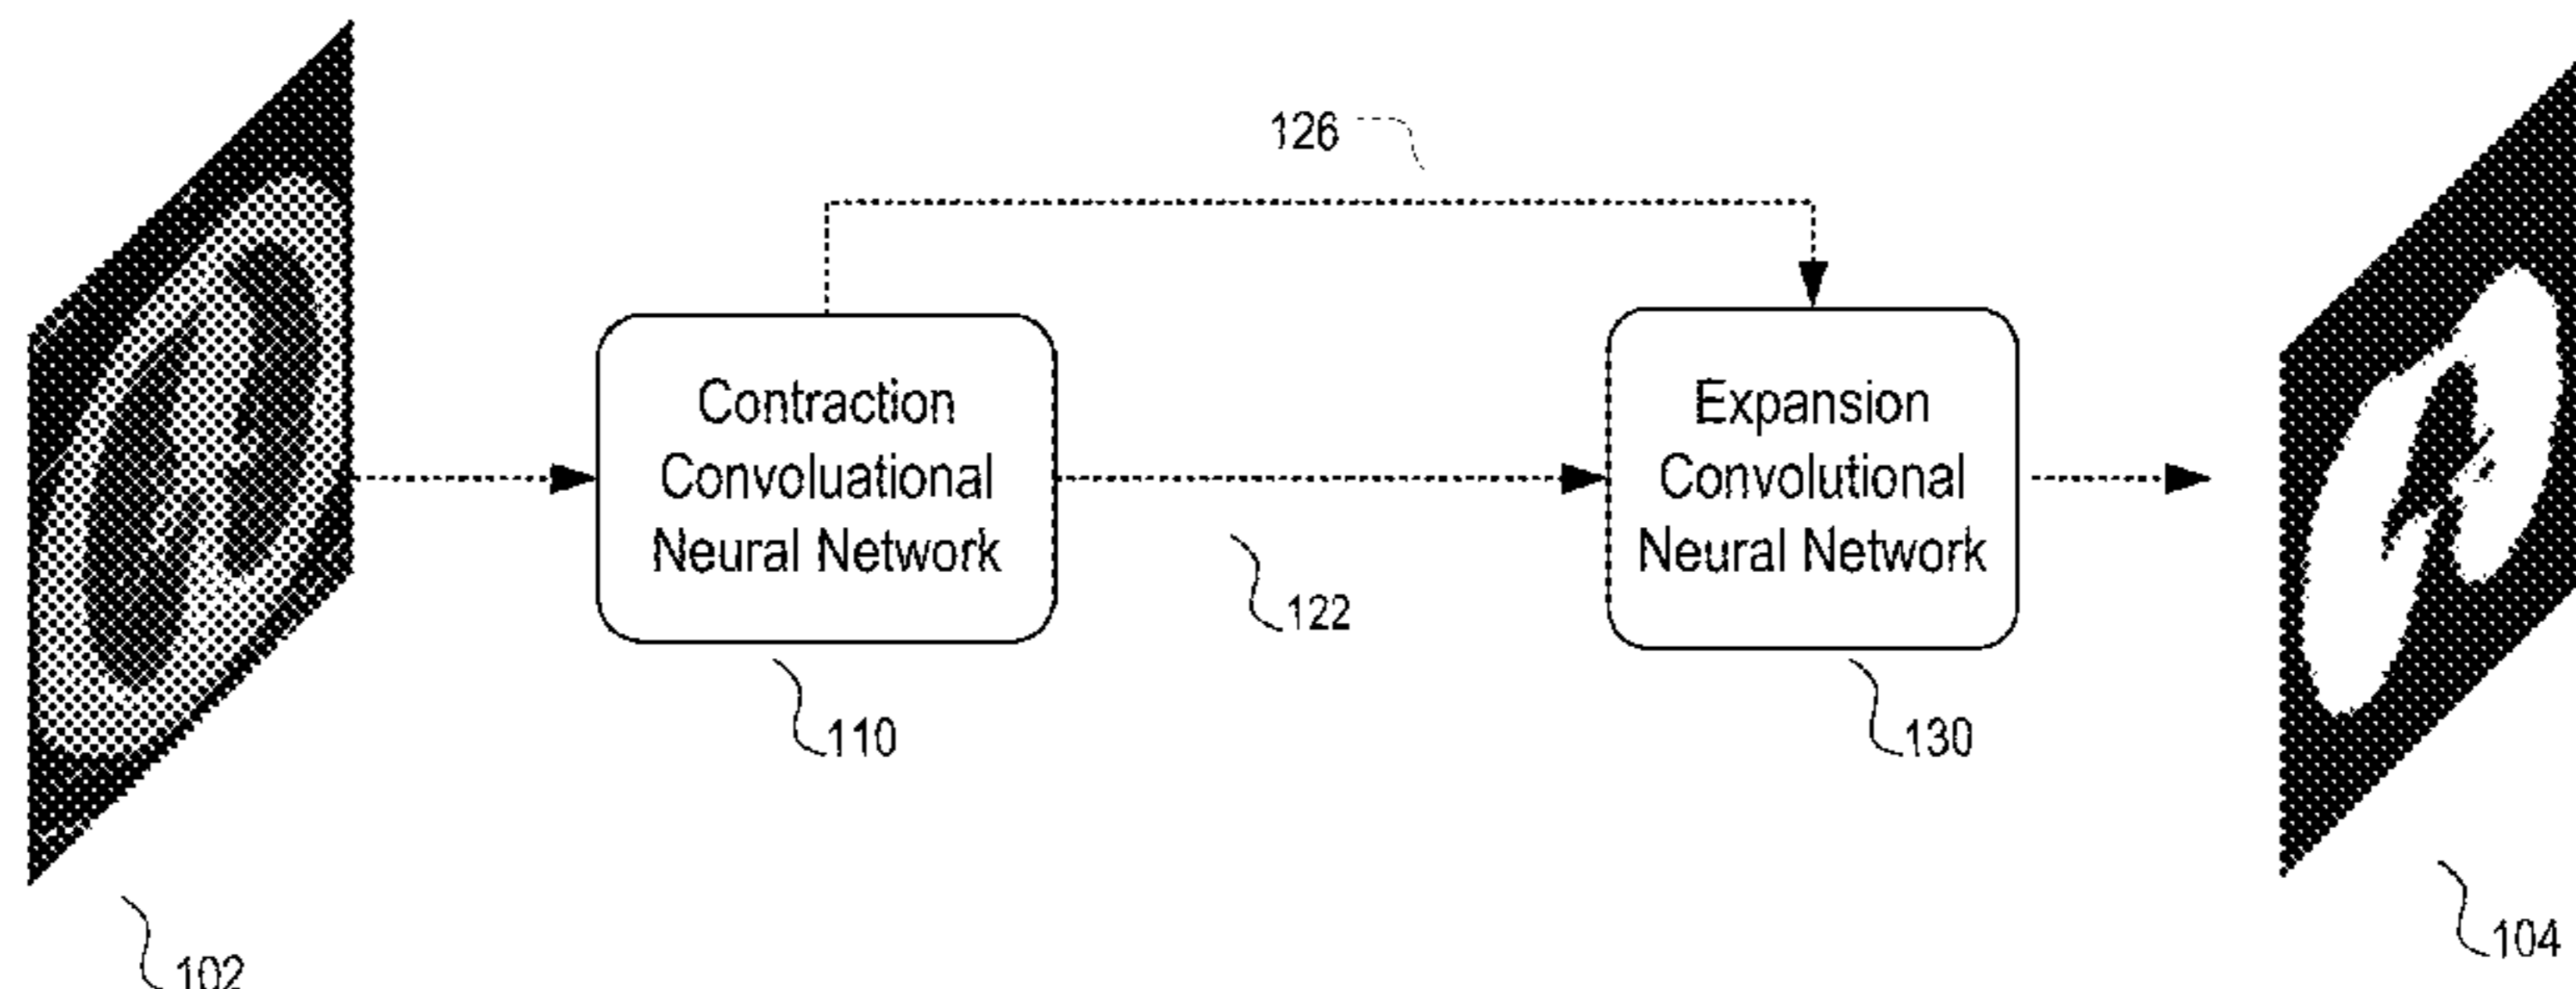 126
Contraction
Convoluational
Neural Network
Expansion
Convolutional
Neural Network
122
110
130
102
104